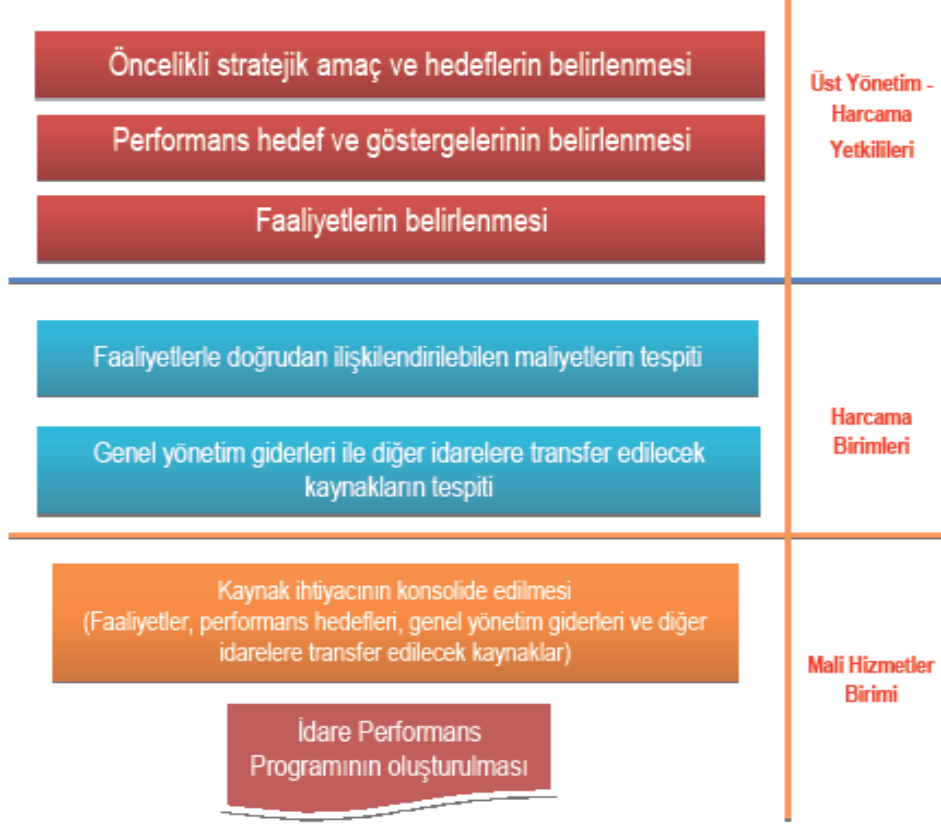 Öncelikli stratejik amaç ve hedeflerin belirlenmesi
Performans hedef ve göstergelerinin belirlenmesi
Faaliyetlerin belirlenmesi
Üst Yönetim -
Harcama
Yetkilileri
Faaliyetlerle doğrudan ilişkilendirilebilen maliyetlerin tespiti
Genel yönetim giderleri ile diğer idarelere transfer edilecek
kaynakların tespiti
Harcama
Birimleri
Kaynak ihtiyacının konsolide edilmesi
(Faaliyetler, performans hedefleri, genel yönetim giderleri ve diğer
idarelere transfer edilecek kaynaklar)
İdare Performans
Programının oluşturulması
Mali Hizmetler
Birimi